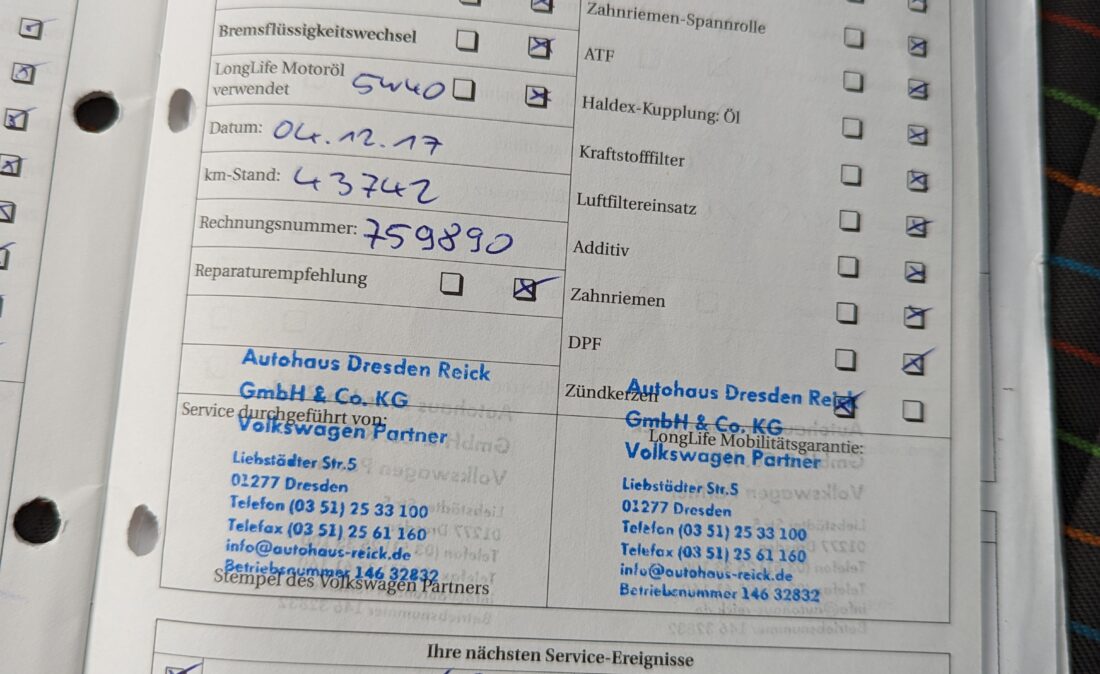 Bremsflüssigkeitswechsel
LongLife Motoröl
verwendet 5W40
Datum: 04.12.17
km-Stand: 43742
Rechnungsnummer: 759890
Reparaturempfehlung
Autohaus Dresden Reick
GmbH & Co. KG
Service durchgeführt von:
Volkswagen Partner
Liebstädter Str.5
01277 Dresden
Telefon (03 51) 25 33 100
Telefax (03 51) 25 61 160
info@autohaus-reick.de
Betriebsnummer 146 32832
Stempel des Volkswagen Partners
Zahnriemen-Spannrolle
ATF
Haldex-Kupplung: Öl
Kraftstofffilter
Luftfiltereinsatz
Additiv
Zahnriemen
DPF
Zündkerzen
Autohaus Dresden Reick
GmbH & Co. KG
LongLife Mobilitätsgarantie:
Volkswagen Partner
Liebstädter Str.5
01277 Dresden
Telefon (03 51) 25 33 100
Telefax (03 51) 25 61 160
info@autohaus-reick.de
Betriebsnummer 146 32832
Ihre nächsten Service-Ereignisse